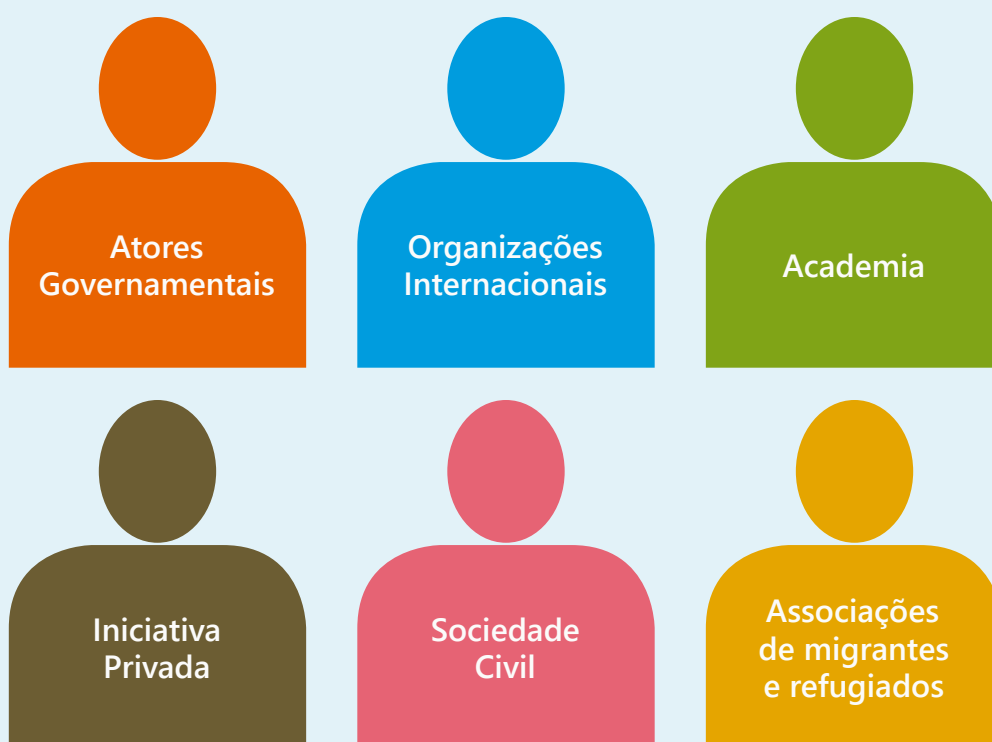 Atores
Governamentais
Organizações
Internacionais
Academia
Iniciativa
Privada
Sociedade
Civil
Associações
de migrantes
e refugiados